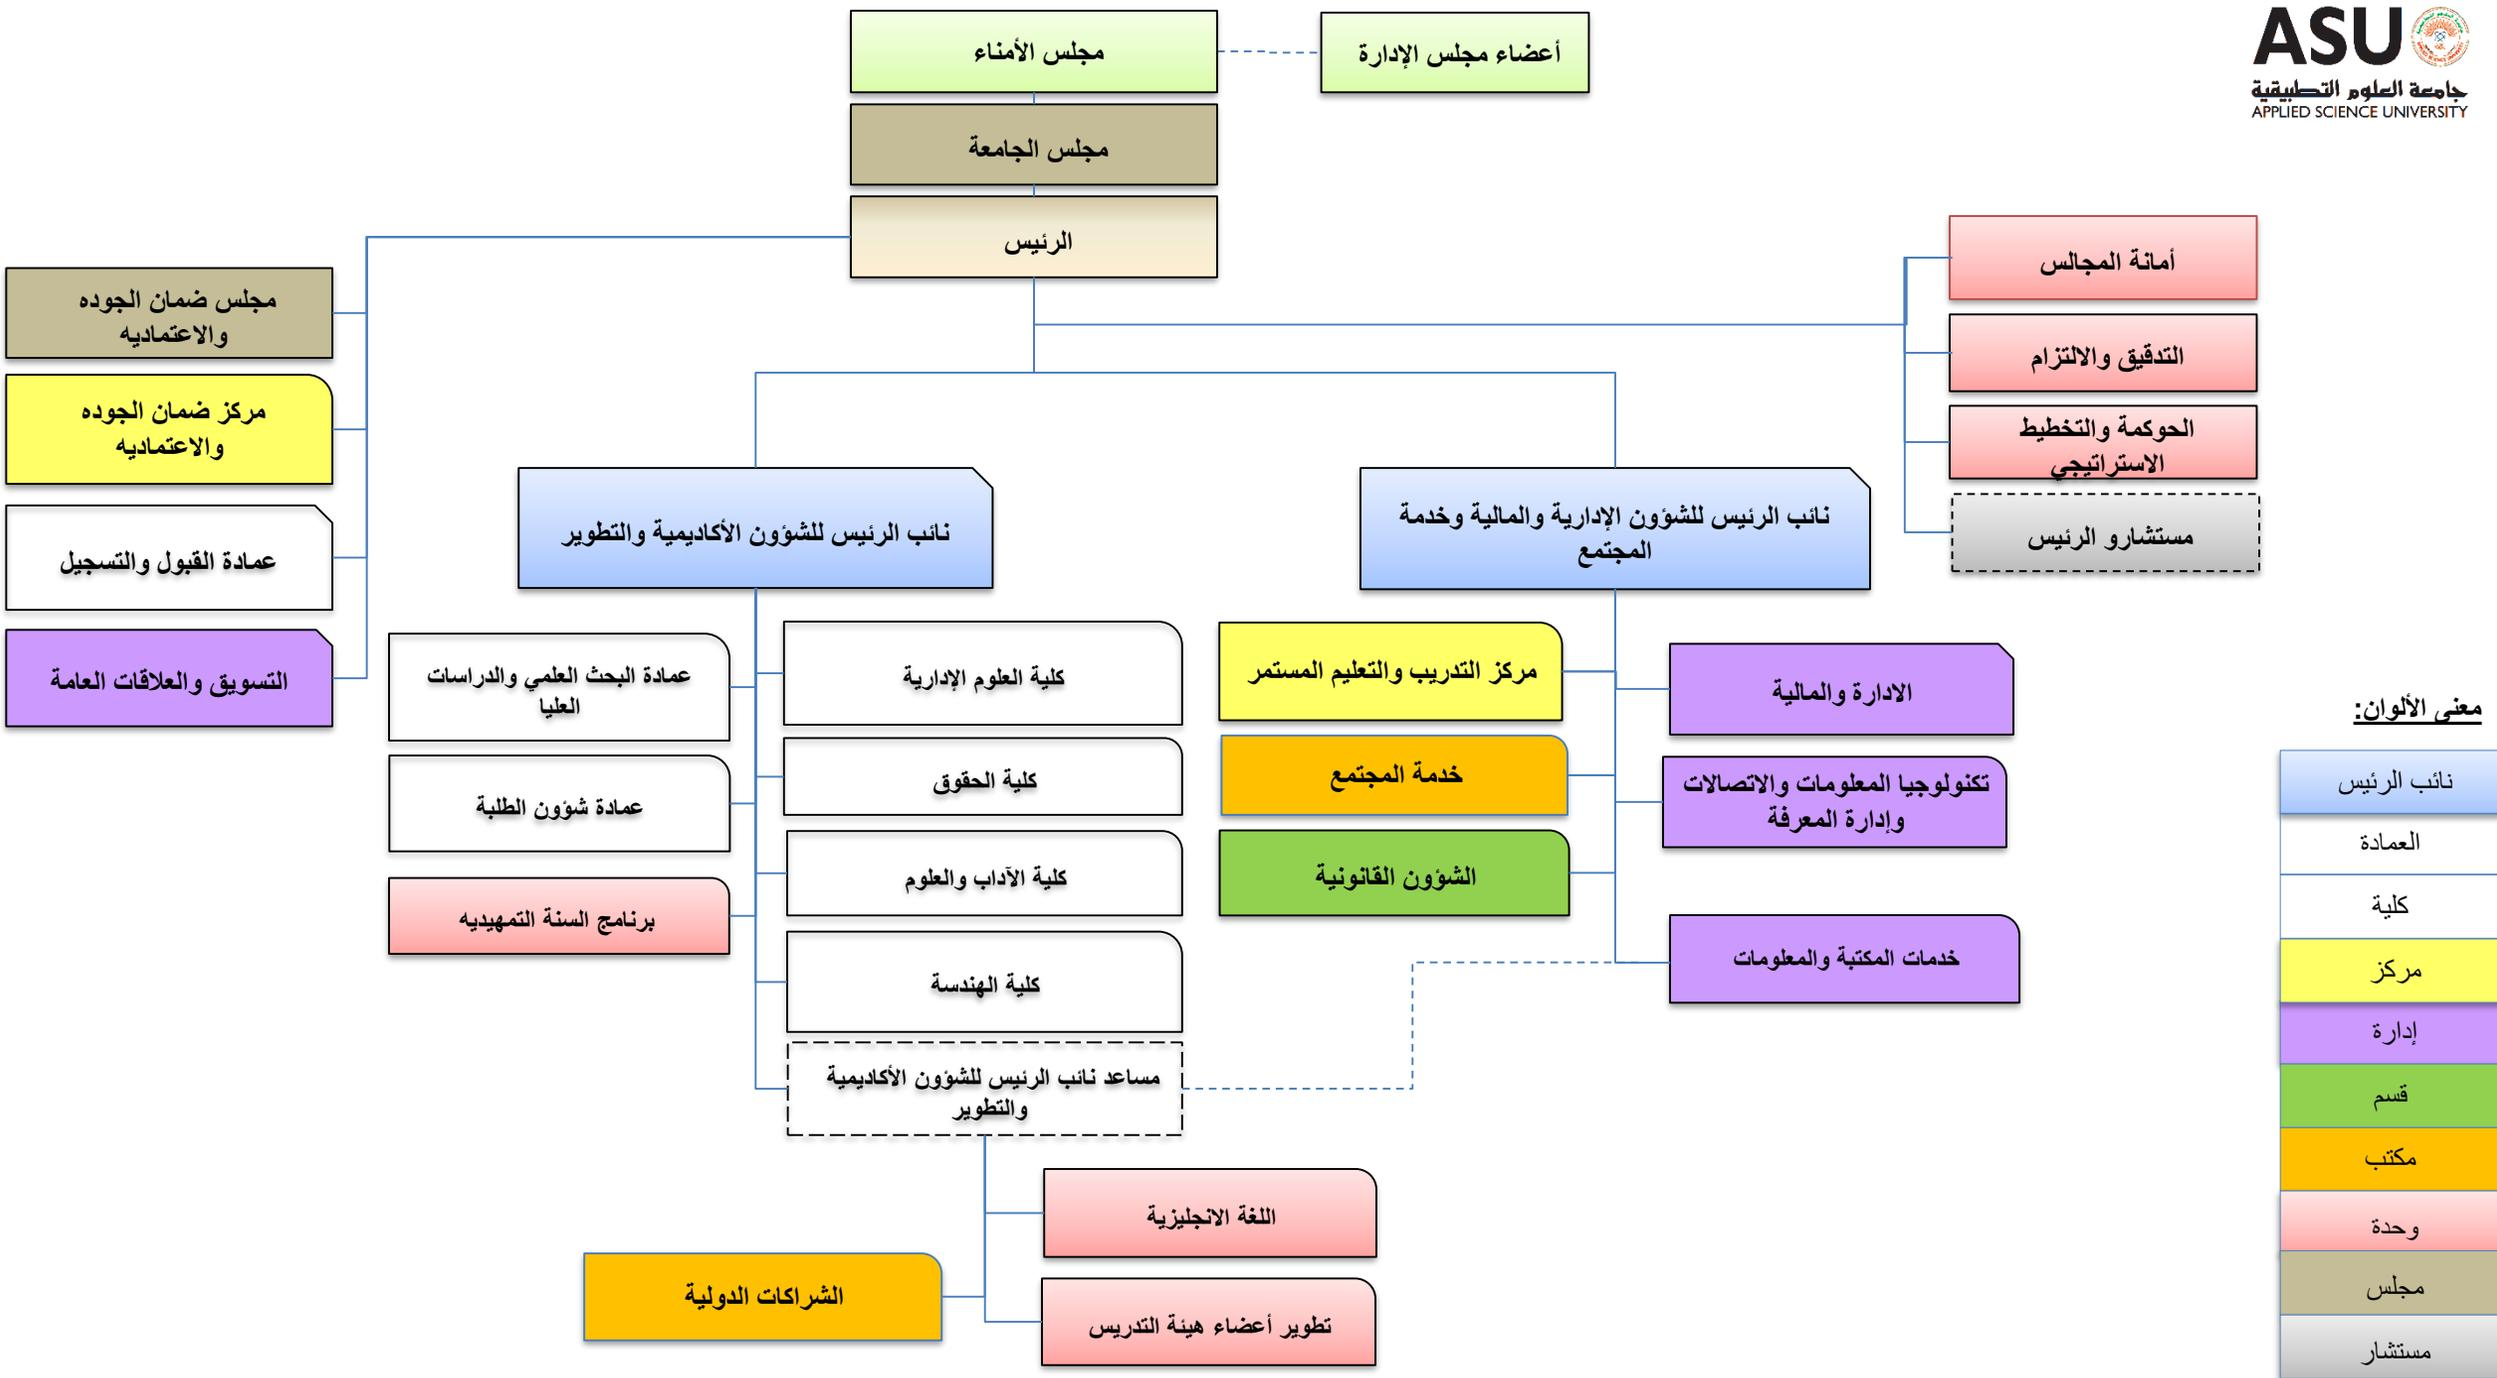 ASU
جامعة العلوم التطبيقية
APPLIED SCIENCE UNIVERSITY
أعضاء مجلس الإدارة
مجلس الأمناء
مجلس الجامعة
الرئيس
أمانة المجالس
التدقيق والالتزام
الحوكمة والتخطيط
الاستراتيجي
مستشارو الرئيس
مجلس ضمان الجوده
والاعتماديه
مركز ضمان الجوده
والاعتماديه
عمادة القبول والتسجيل
التسويق والعلاقات العامة
نائب الرئيس للشؤون الإدارية والمالية وخدمة
المجتمع
نائب الرئيس للشؤون الأكاديمية والتطوير
الادارة والمالية
تكنولوجيا المعلومات والاتصالات
وإدارة المعرفة
خدمات المكتبة والمعلومات
مركز التدريب والتعليم المستمر
خدمة المجتمع
الشؤون القانونية
كلية العلوم الإدارية
كلية الحقوق
كلية الآداب والعلوم
كلية الهندسة
مساعد نائب الرئيس للشؤون الأكاديمية
والتطوير
عمادة البحث العلمي والدراسات
العليا
عمادة شؤون الطلبة
برنامج السنة التمهيديه
اللغة الانجليزية
تطوير أعضاء هيئة التدريس
الشراكات الدولية
معنى الألوان:
نائب الرئيس
العمادة
كلية
مركز
إدارة
قسم
مكتب
وحدة
مجلس
مستشار